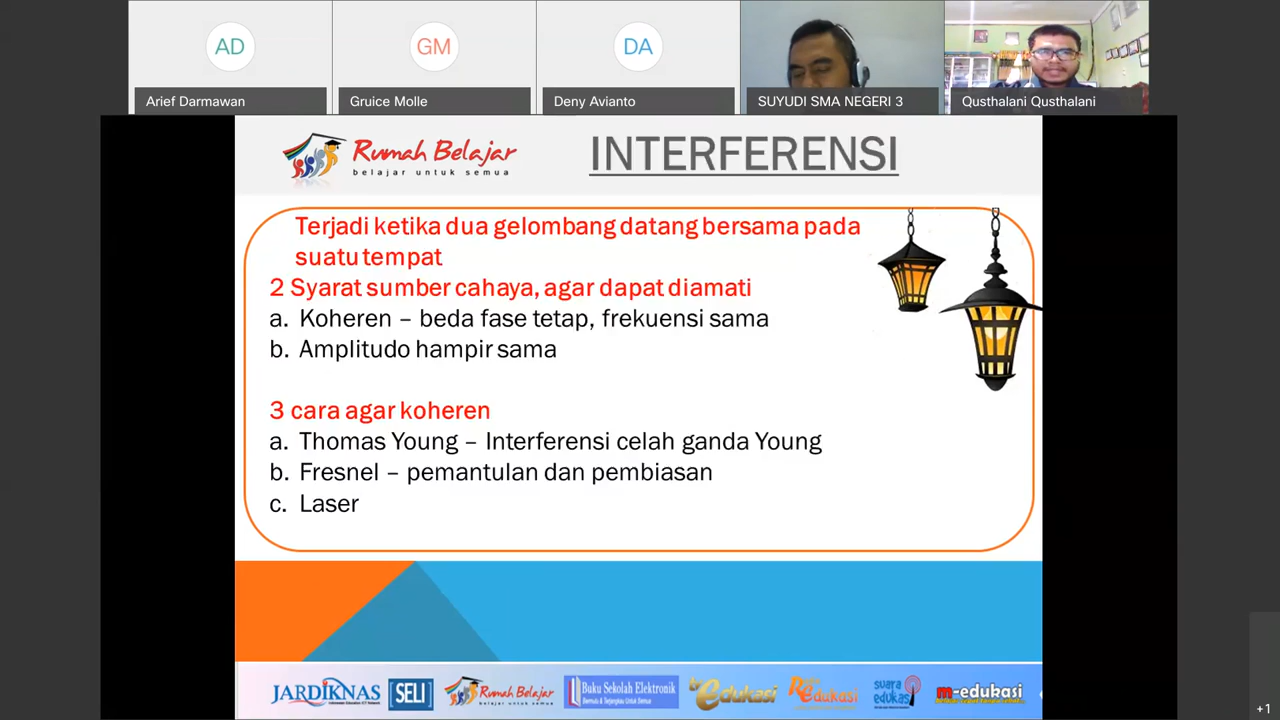 AD
GM
DA
Arief Darmawan
Gruice Molle
Deny Avianto
SUYUDI SMA NEGERI 3
Qusthalani Qusthalani
Rumah Belajar
belajar untuk semua
INTERFERENSI
Terjadi ketika dua gelombang datang bersama pada
suatu tempat
2 Syarat sumber cahaya, agar dapat diamati
a. Koheren – beda fase tetap, frekuensi sama
b. Amplitudo hampir sama
3 cara agar koheren
a. Thomas Young – Interferensi celah ganda Young
b. Fresnel – pemantulan dan pembiasan
c. Laser
JARDIKNAS
SELI
Rumah Belajar
Buku Sekolah Elektronik
edukasi
edukasi
suara
edukasi
m-edukasi
+1